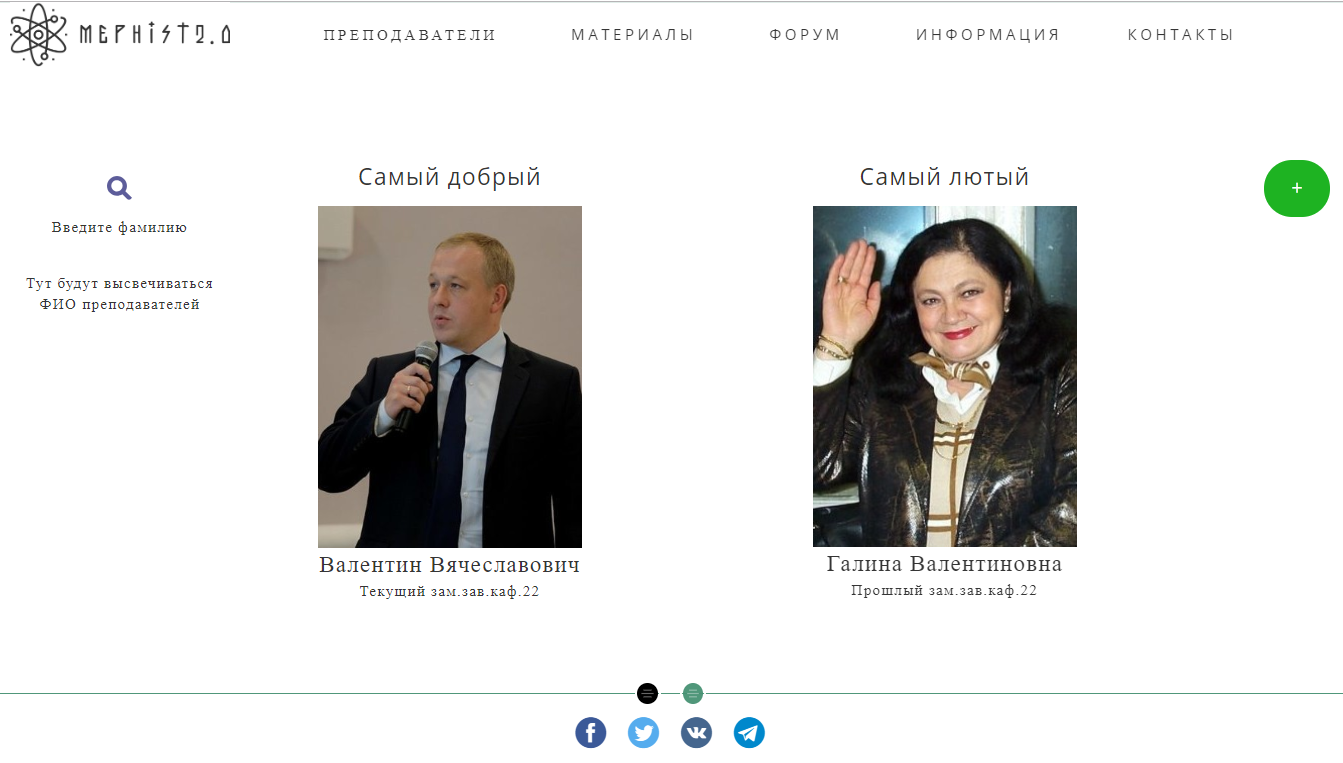 MEPHIST2.0
ПРЕПОДАВАТЕЛИ
МАТЕРИАЛЫ
ФОРУМ
ИНФОРМАЦИЯ
КОНТАКТЫ
Введите фамилию
Тут будут высвечиваться
ФИО преподавателей
Самый добрый
Валентин Вячеславович
Текущий зам.зав.каф.22
Самый лютый
Галина Валентиновна
Прошлый зам.зав.каф.22
+